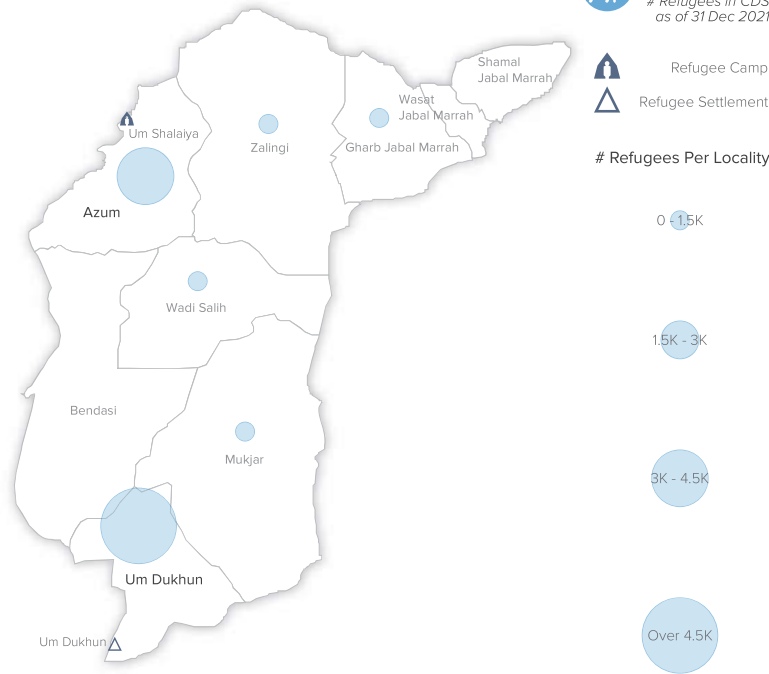 # Refugees in CDS
as of 31 Dec 2021
Refugee Camp
Refugee Settlement
# Refugees Per Locality
0 - 1.5K
1.5K - 3K
3K - 4.5K
Over 4.5K
Shamal
Jabal Marrah
Wasat
Jabal Marrah
Gharb Jabal Marrah
Zalingi
Um Shalaiya
Azum
Wadi Salih
Bendasi
Mukjar
Um Dukhun
Um Dukhun